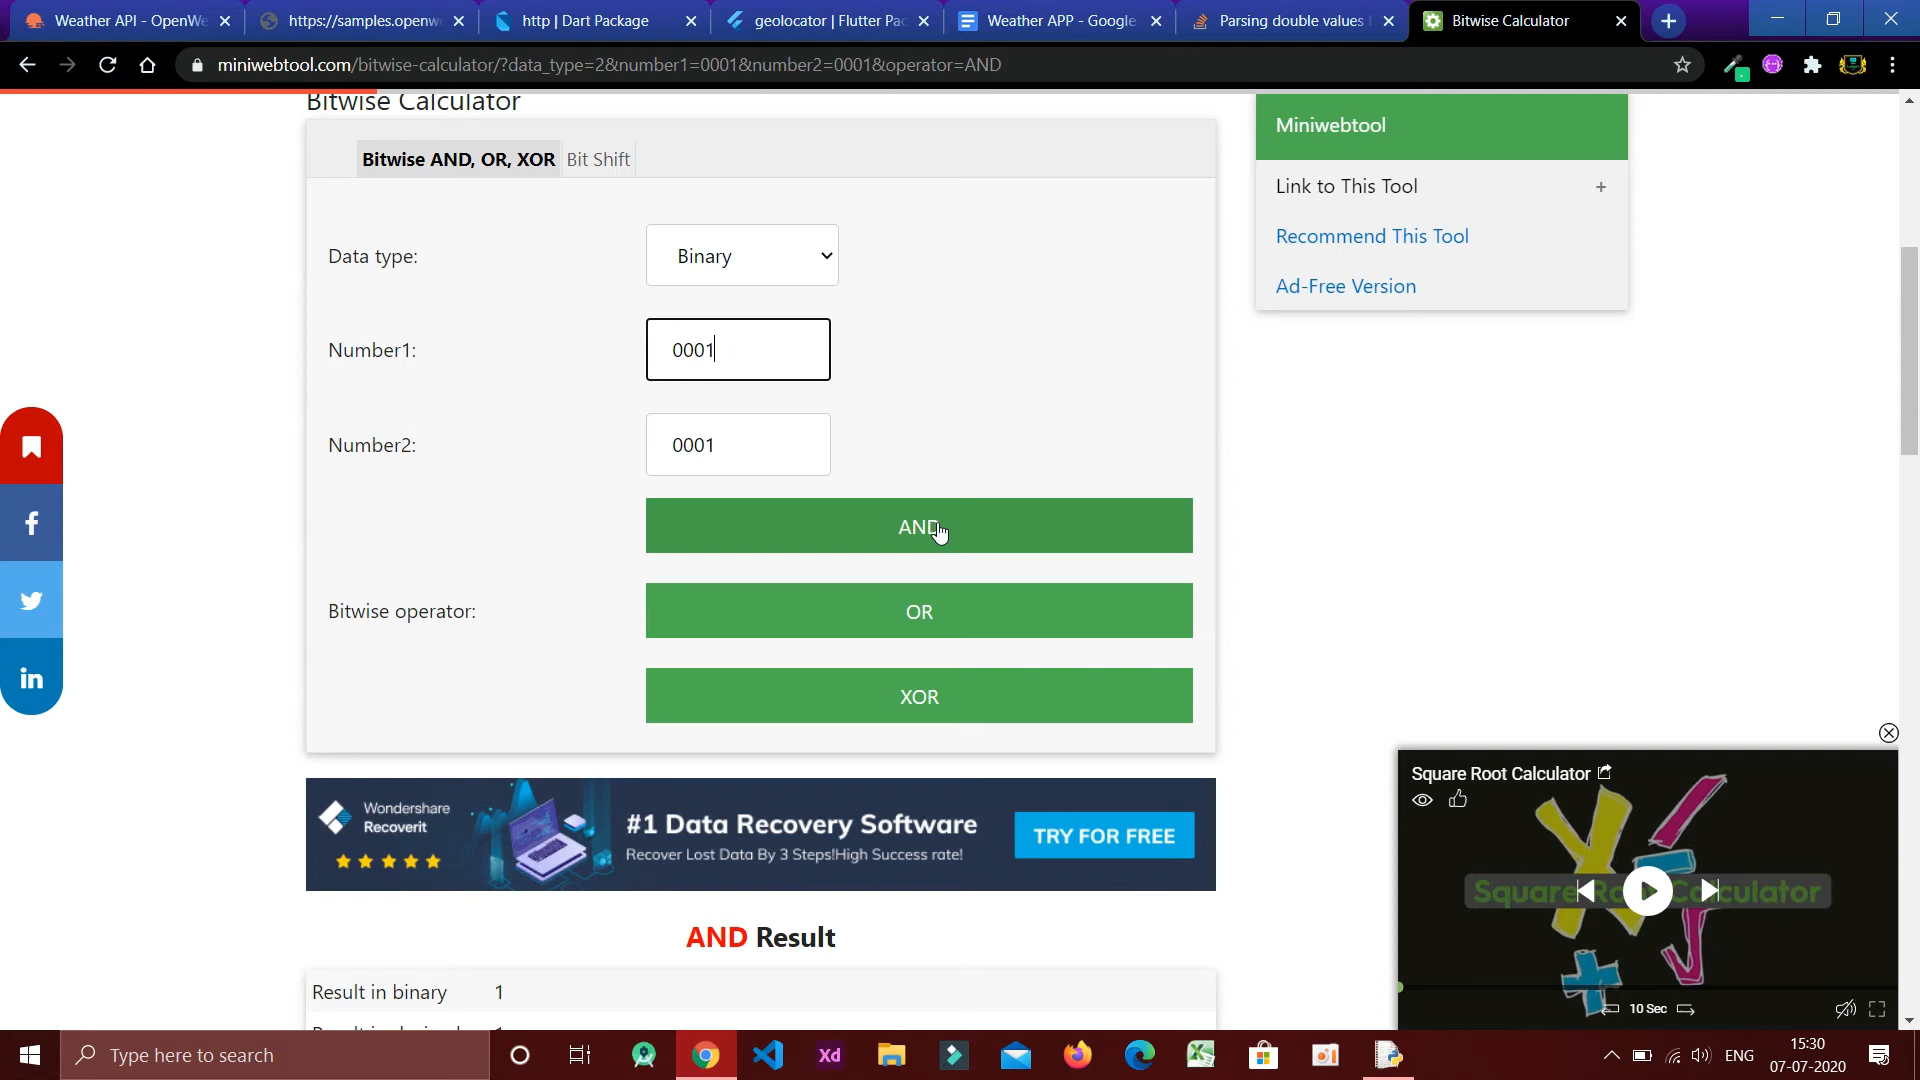 Weather API - OpenWe
https://samples.openw
http | Dart Package
geolocator | Flutter Pac
Weather APP - Google
Parsing double values
Bitwise Calculator
miniwebtool.com/bitwise-calculator/?data_type=2&number1=0001&number2=0001&operator=AND
Bitwise Calculator
Bitwise AND, OR, XOR
Bit Shift
Data type:
Binary
Number1:
0001
Number2:
0001
AND
Bitwise operator:
OR
XOR
Miniwebtool
Link to This Tool
+
Recommend This Tool
Ad-Free Version
Wondershare
Recoverit
#1 Data Recovery Software
Recover Lost Data By 3 Steps!High Success rate!
TRY FOR FREE
AND Result
Result in binary 1
Square Root Calculator
10 Sec
Type here to search
Xd
ENG
15:30
07-07-2020